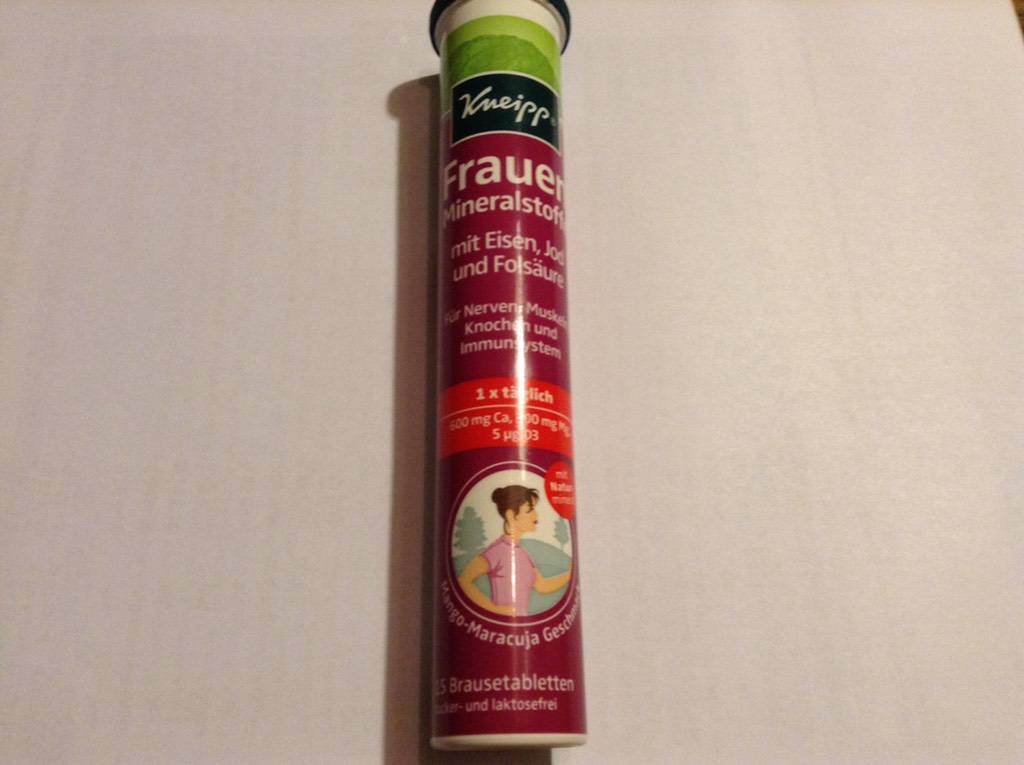 Kneipp®
Frauen
Mineralstoffe
mit Eisen, Jod
und Folsäure
Für Nerven, Muskeln,
Knochen und
Immunsystem
1 x täglich
600 mg Ca, 300 mg Mg,
5 µg D3
mit
Natur
Mango-Maracuja Geschmack
15 Brausetabletten
zucker- und laktosefrei